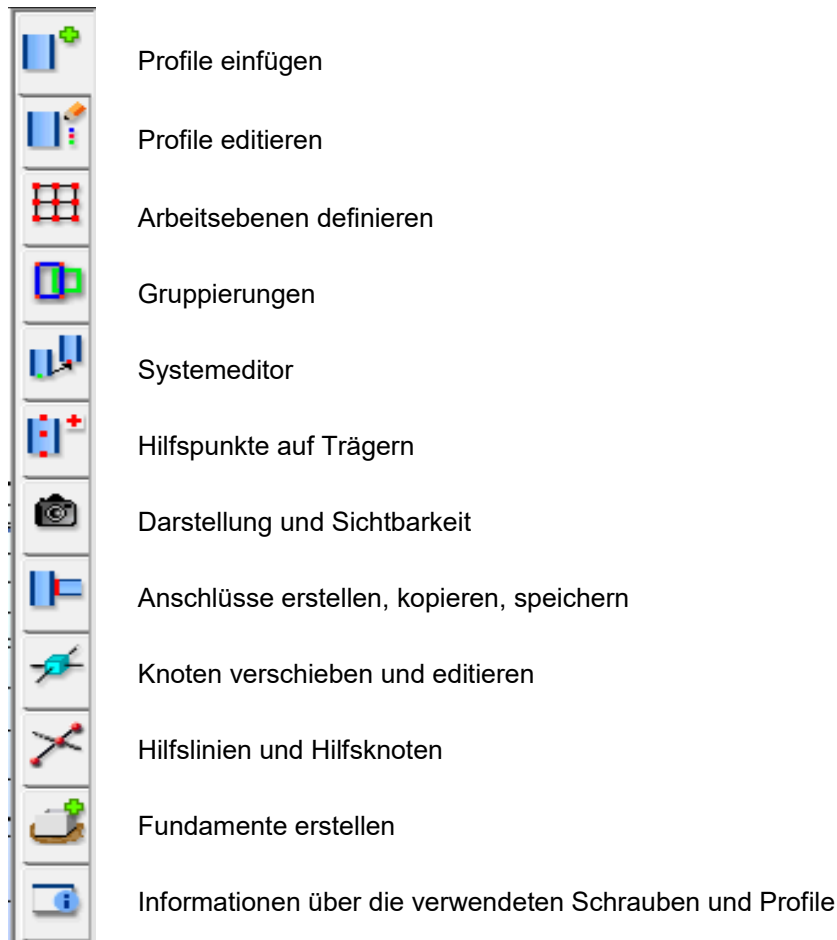 Profile einfügen
Profile editieren
Arbeitsebenen definieren
Gruppierungen
Systemeditor
Hilfspunkte auf Trägern
Darstellung und Sichtbarkeit
Anschlüsse erstellen, kopieren, speichern
Knoten verschieben und editieren
Hilfslinien und Hilfsknoten
Fundamente erstellen
Informationen über die verwendeten Schrauben und Profile